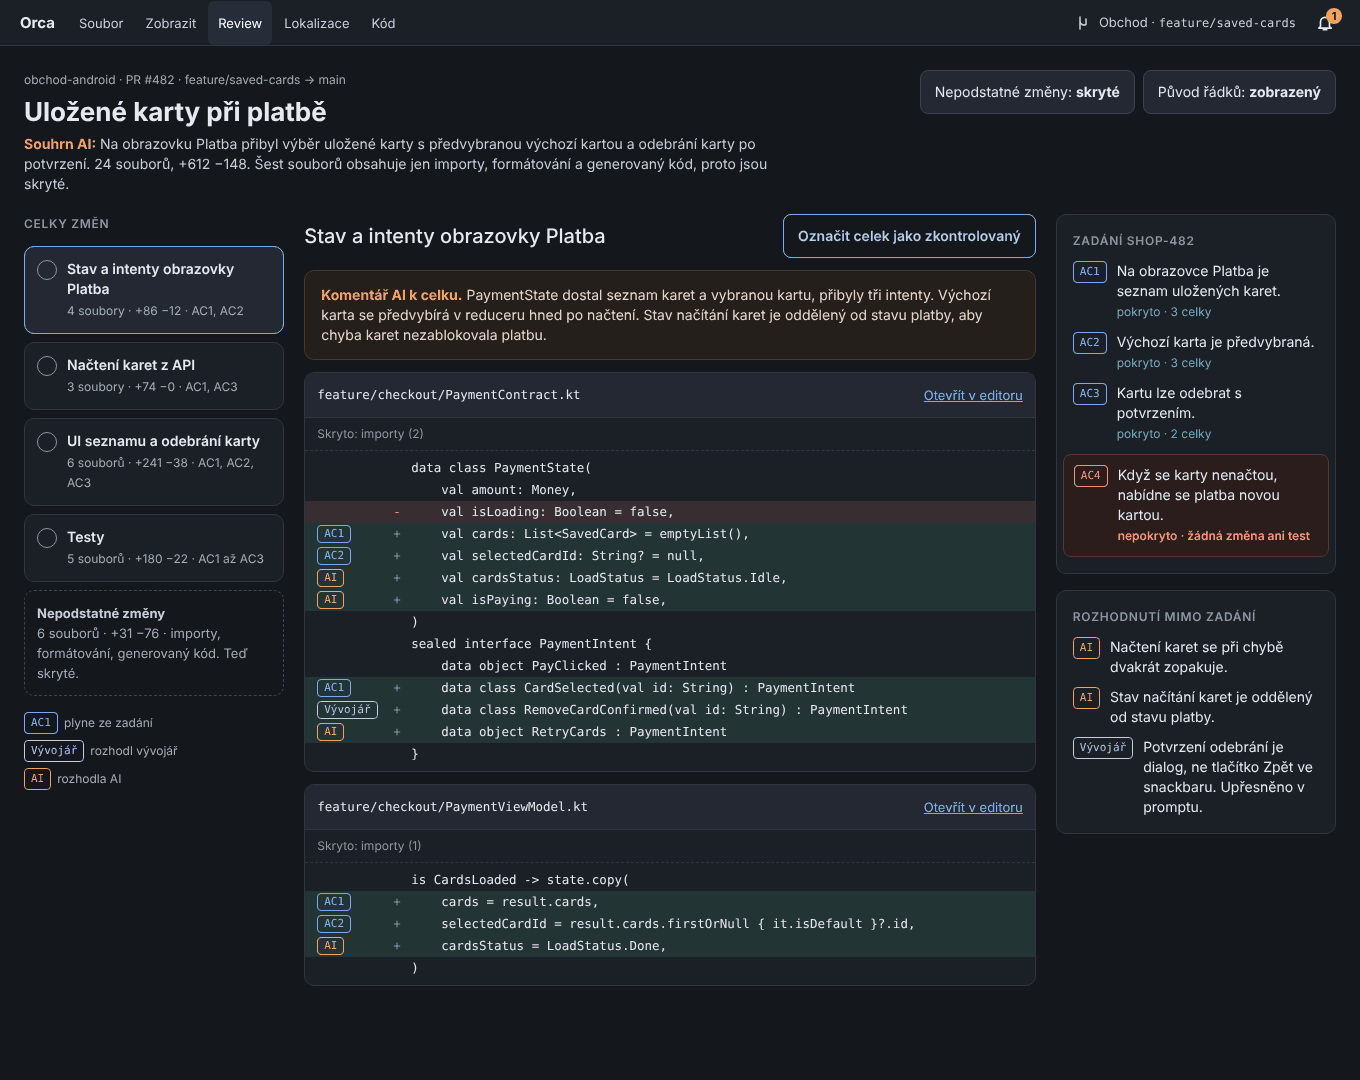 Orca
Soubor
Zobrazit
Review
Lokalizace
Kód
Obchod · feature/saved-cards
1
obchod-android · PR #482 · feature/saved-cards → main
Uložené karty při platbě
Souhrn AI: Na obrazovku Platba přibyl výběr uložené karty s předvybranou výchozí kartou a odebrání karty po
potvrzení. 24 souborů, +612 −148. Šest souborů obsahuje jen importy, formátování a generovaný kód, proto jsou
skryté.
Nepodstatné změny: skryté
Původ řádků: zobrazený
CELKY ZMĚN
Stav a intenty obrazovky
Platba
4 soubory · +86 −12 · AC1, AC2
Načtení karet z API
3 soubory · +74 −0 · AC1, AC3
UI seznamu a odebrání karty
6 souborů · +241 −38 · AC1, AC2,
AC3
Testy
5 souborů · +180 −22 · AC1 až AC3
Nepodstatné změny
6 souborů · +31 −76 · importy,
formátování, generovaný kód. Teď
skryté.
AC1 plyne ze zadání
Vývojář rozhodl vývojář
AI rozhodla AI
Stav a intenty obrazovky Platba
Označit celek jako zkontrolovaný
Komentář AI k celku. PaymentState dostal seznam karet a vybranou kartu, přibyly tři intenty. Výchozí
karta se předvybírá v reduceru hned po načtení. Stav načítání karet je oddělený od stavu platby, aby
chyba karet nezablokovala platbu.
feature/checkout/PaymentContract.kt
Otevřít v editoru
Skryto: importy (2)
data class PaymentState(
val amount: Money,
- val isLoading: Boolean = false,
AC1 + val cards: List<SavedCard> = emptyList(),
AC2 + val selectedCardId: String? = null,
AI + val cardsStatus: LoadStatus = LoadStatus.Idle,
AI + val isPaying: Boolean = false,
)
sealed interface PaymentIntent {
data object PayClicked : PaymentIntent
AC1 + data class CardSelected(val id: String) : PaymentIntent
Vývojář + data class RemoveCardConfirmed(val id: String) : PaymentIntent
AI + data object RetryCards : PaymentIntent
}
feature/checkout/PaymentViewModel.kt
Otevřít v editoru
Skryto: importy (1)
is CardsLoaded -> state.copy(
AC1 + cards = result.cards,
AC2 + selectedCardId = result.cards.firstOrNull { it.isDefault }?.id,
AI + cardsStatus = LoadStatus.Done,
)
ZADÁNÍ SHOP-482
AC1 Na obrazovce Platba je
seznam uložených karet.
pokryto · 3 celky
AC2 Výchozí karta je předvybraná.
pokryto · 3 celky
AC3 Kartu lze odebrat s
potvrzením.
pokryto · 2 celky
AC4 Když se karty nenačtou,
nabídne se platba novou
kartou.
nepokryto · žádná změna ani test
ROZHODNUTÍ MIMO ZADÁNÍ
AI Načtení karet se při chybě
dvakrát zopakuje.
AI Stav načítání karet je oddělený
od stavu platby.
Vývojář Potvrzení odebrání je
dialog, ne tlačítko Zpět ve
snackbaru. Upřesněno v
promptu.